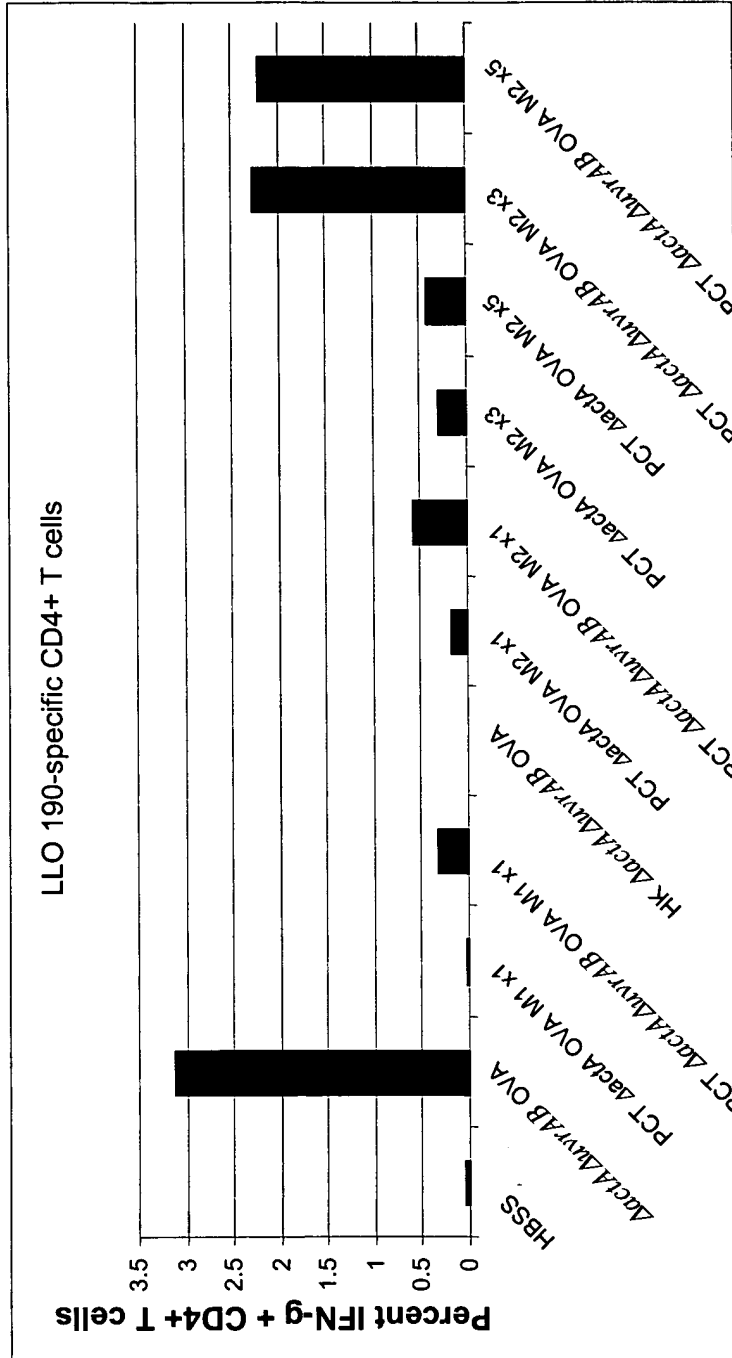 LLO 190-specific CD4+ T cells
Percent IFN-g + CD4+ T cells
3.5
3
2.5
2
1.5
1
0.5
0
HBSS
ΔactAΔuvrAB OVA
PCT ΔactA OVA M1 x1
PCT ΔactAΔuvrAB OVA M1 x1
HK ΔactAΔuvrAB OVA
PCT ΔactA OVA M2 x1
PCT ΔactAΔuvrAB OVA M2 x1
PCT ΔactA OVA M2 x3
PCT ΔactA OVA M2 x5
PCT ΔactAΔuvrAB OVA M2 x3
PCT ΔactAΔuvrAB OVA M2 x5